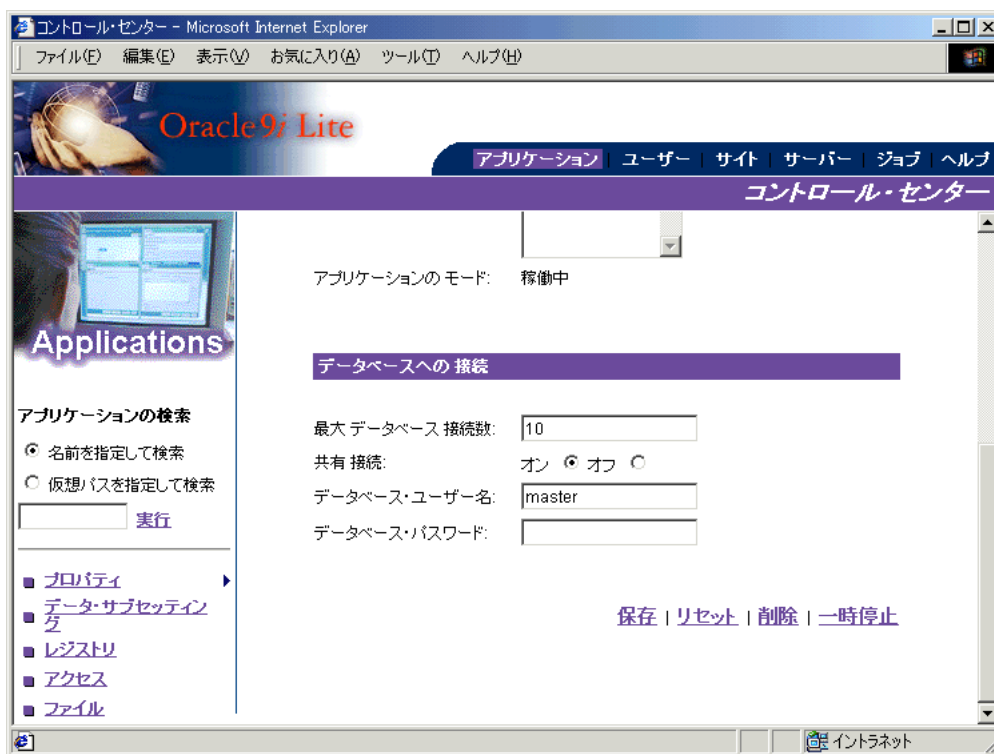 コントロール・センター - Microsoft Internet Explorer
ファイル(F) 編集(E) 表示(V) お気に入り(A) ツール(T) ヘルプ(H)
Oracle9i Lite
アプリケーション ユーザー サイト サーバー ジョブ ヘルプ
コントロール・センター
Applications
アプリケーションの検索
名前を指定して検索
仮想パスを指定して検索
実行
プロパティ
データ・サブセッティン
グ
レジストリ
アクセス
ファイル
アプリケーションの モード: 稼働中
データベースへの 接続
最大 データベース 接続数: 10
共有 接続: オン オフ
データベース・ユーザー名: master
データベース・パスワード:
保存 | リセット | 削除 | 一時停止
イントラネット